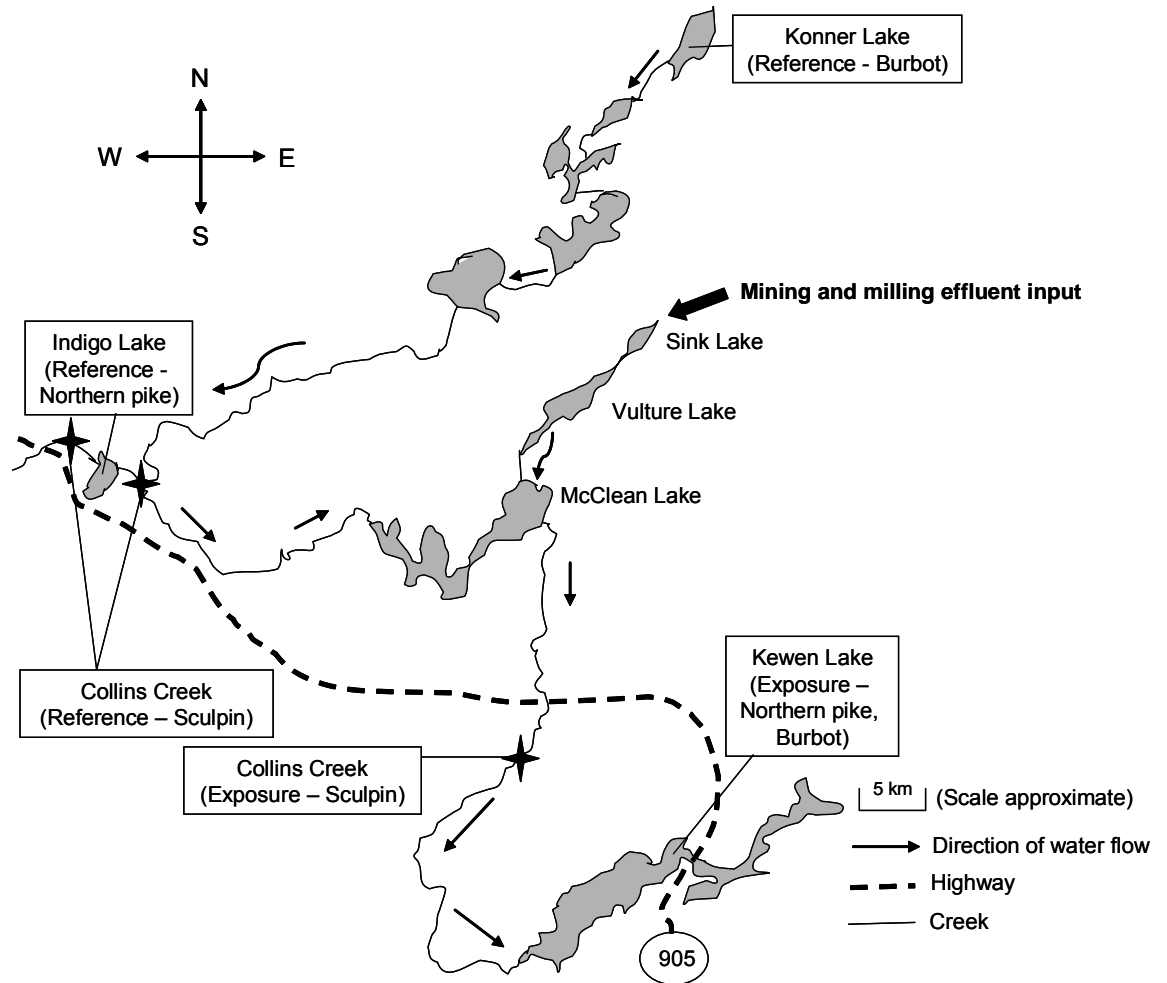 Konner Lake
(Reference - Burbot)
N
W
E
S
Mining and milling effluent input
Indigo Lake
(Reference -
Northern pike)
Sink Lake
Vulture Lake
McClean Lake
Collins Creek
(Reference – Sculpin)
Kewen Lake
(Exposure –
Northern pike,
Burbot)
Collins Creek
(Exposure – Sculpin)
5 km
(Scale approximate)
Direction of water flow
Highway
Creek
905